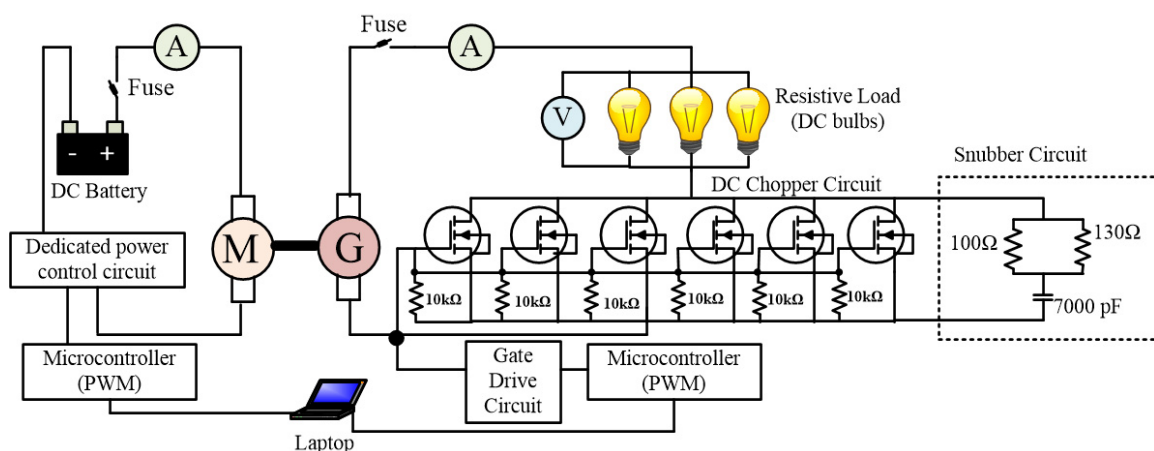 Fuse
A
A
Fuse
V
Resistive Load
(DC bulbs)
- +
DC Battery
Snubber Circuit
DC Chopper Circuit
M
G
Dedicated power
control circuit
100Ω
130Ω
10kΩ
10kΩ
10kΩ
10kΩ
10kΩ
10kΩ
7000 pF
Microcontroller
(PWM)
Gate
Drive
Circuit
Microcontroller
(PWM)
Laptop